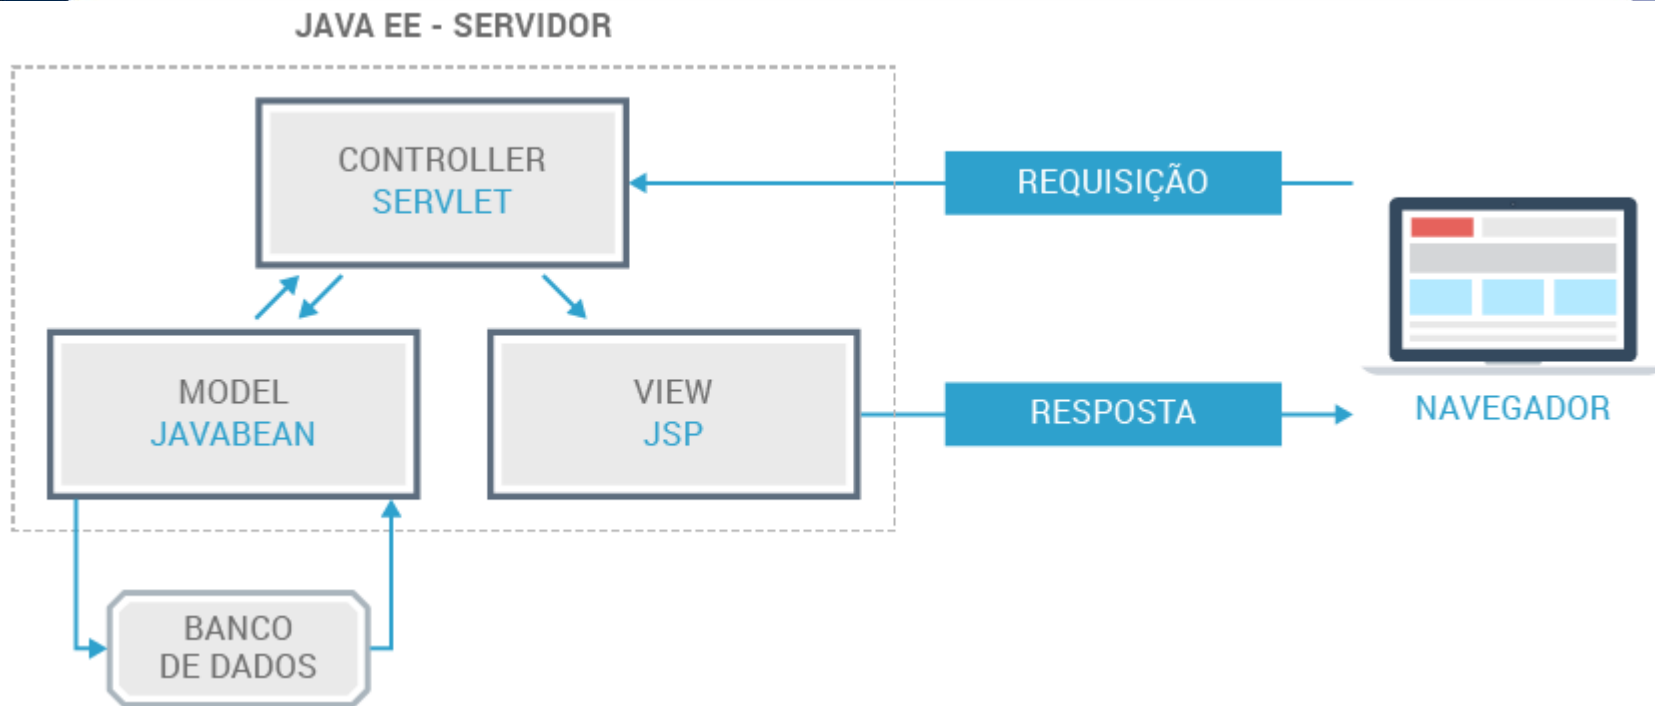 JAVA EE - SERVIDOR
CONTROLLER
SERVLET
REQUISIÇÃO
MODEL
JAVABEAN
VIEW
JSP
RESPOSTA
NAVEGADOR
BANCO
DE DADOS